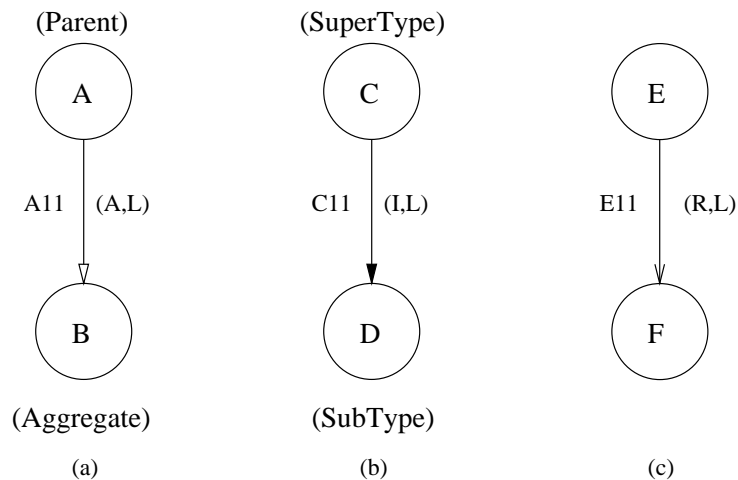 (Parent)
A
A11 (A,L)
B
(Aggregate)
(a)
(SuperType)
C
C11 (I,L)
D
(SubType)
(b)
E
E11 (R,L)
F
(c)